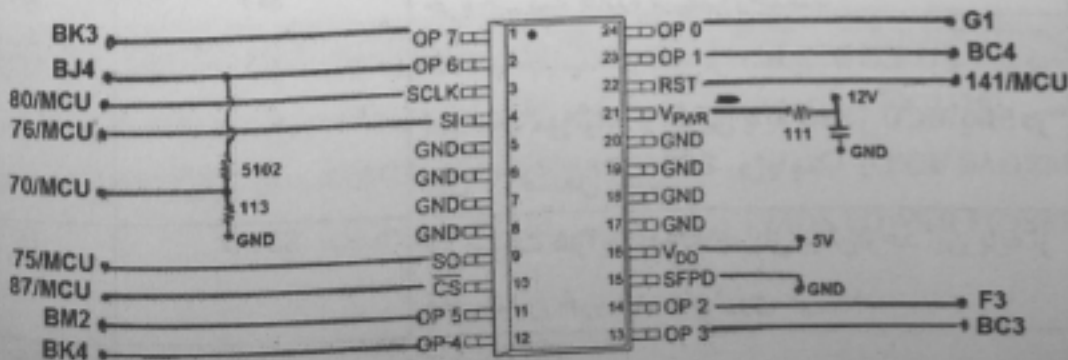 BK3 OP 7 1 24 OP 0 G1
BJ4 OP 6 2 23 OP 1 BC4
80/MCU SCLK 3 22 RST 141/MCU
76/MCU SI 4 21 VPWR 111 12V
GND 5 20 GND GND
5102 GND 6 19 GND
70/MCU 113 GND 7 18 GND
GND GND 8 17 GND
75/MCU SO 9 16 VDD 5V
87/MCU CS 10 15 SFPD GND
BM2 OP 5 11 14 OP 2 F3
BK4 OP 4 12 13 OP 3 BC3